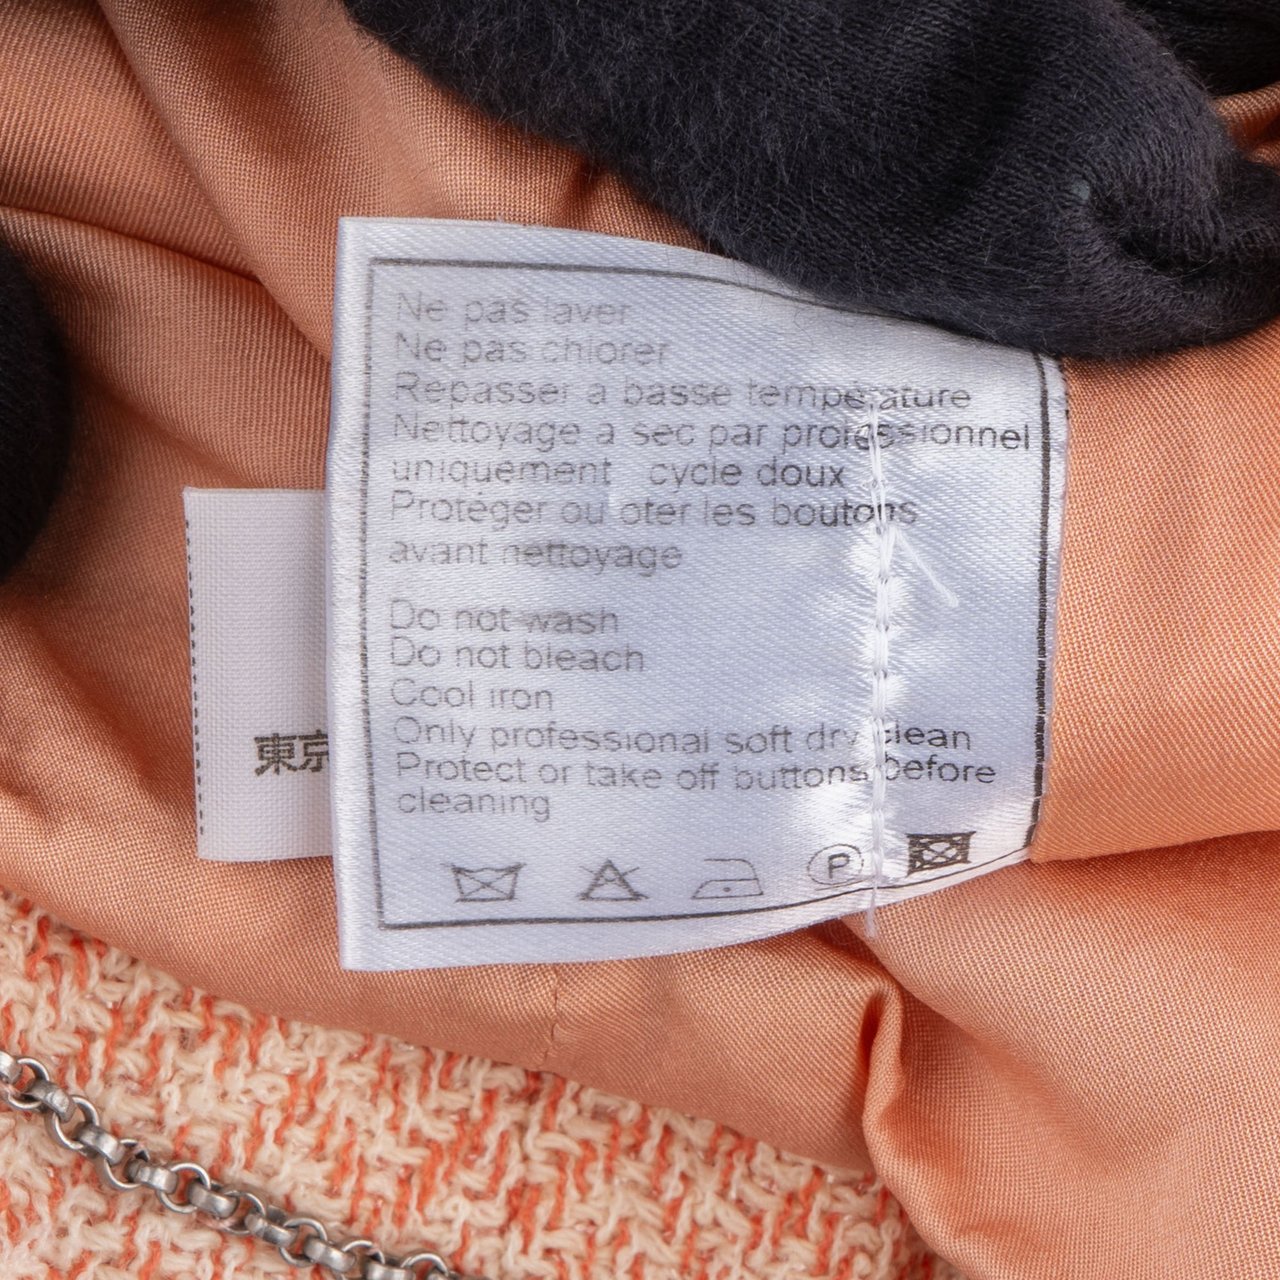 Ne pas laver
Ne pas chlorer
Repasser à basse température
Nettoyage à sec par professionnel
uniquement cycle doux
Protéger ou oter les boutons
avant nettoyage
Do not wash
Do not bleach
Cool iron
Only professional soft dry clean
Protect or take off buttons before
cleaning
P
東京